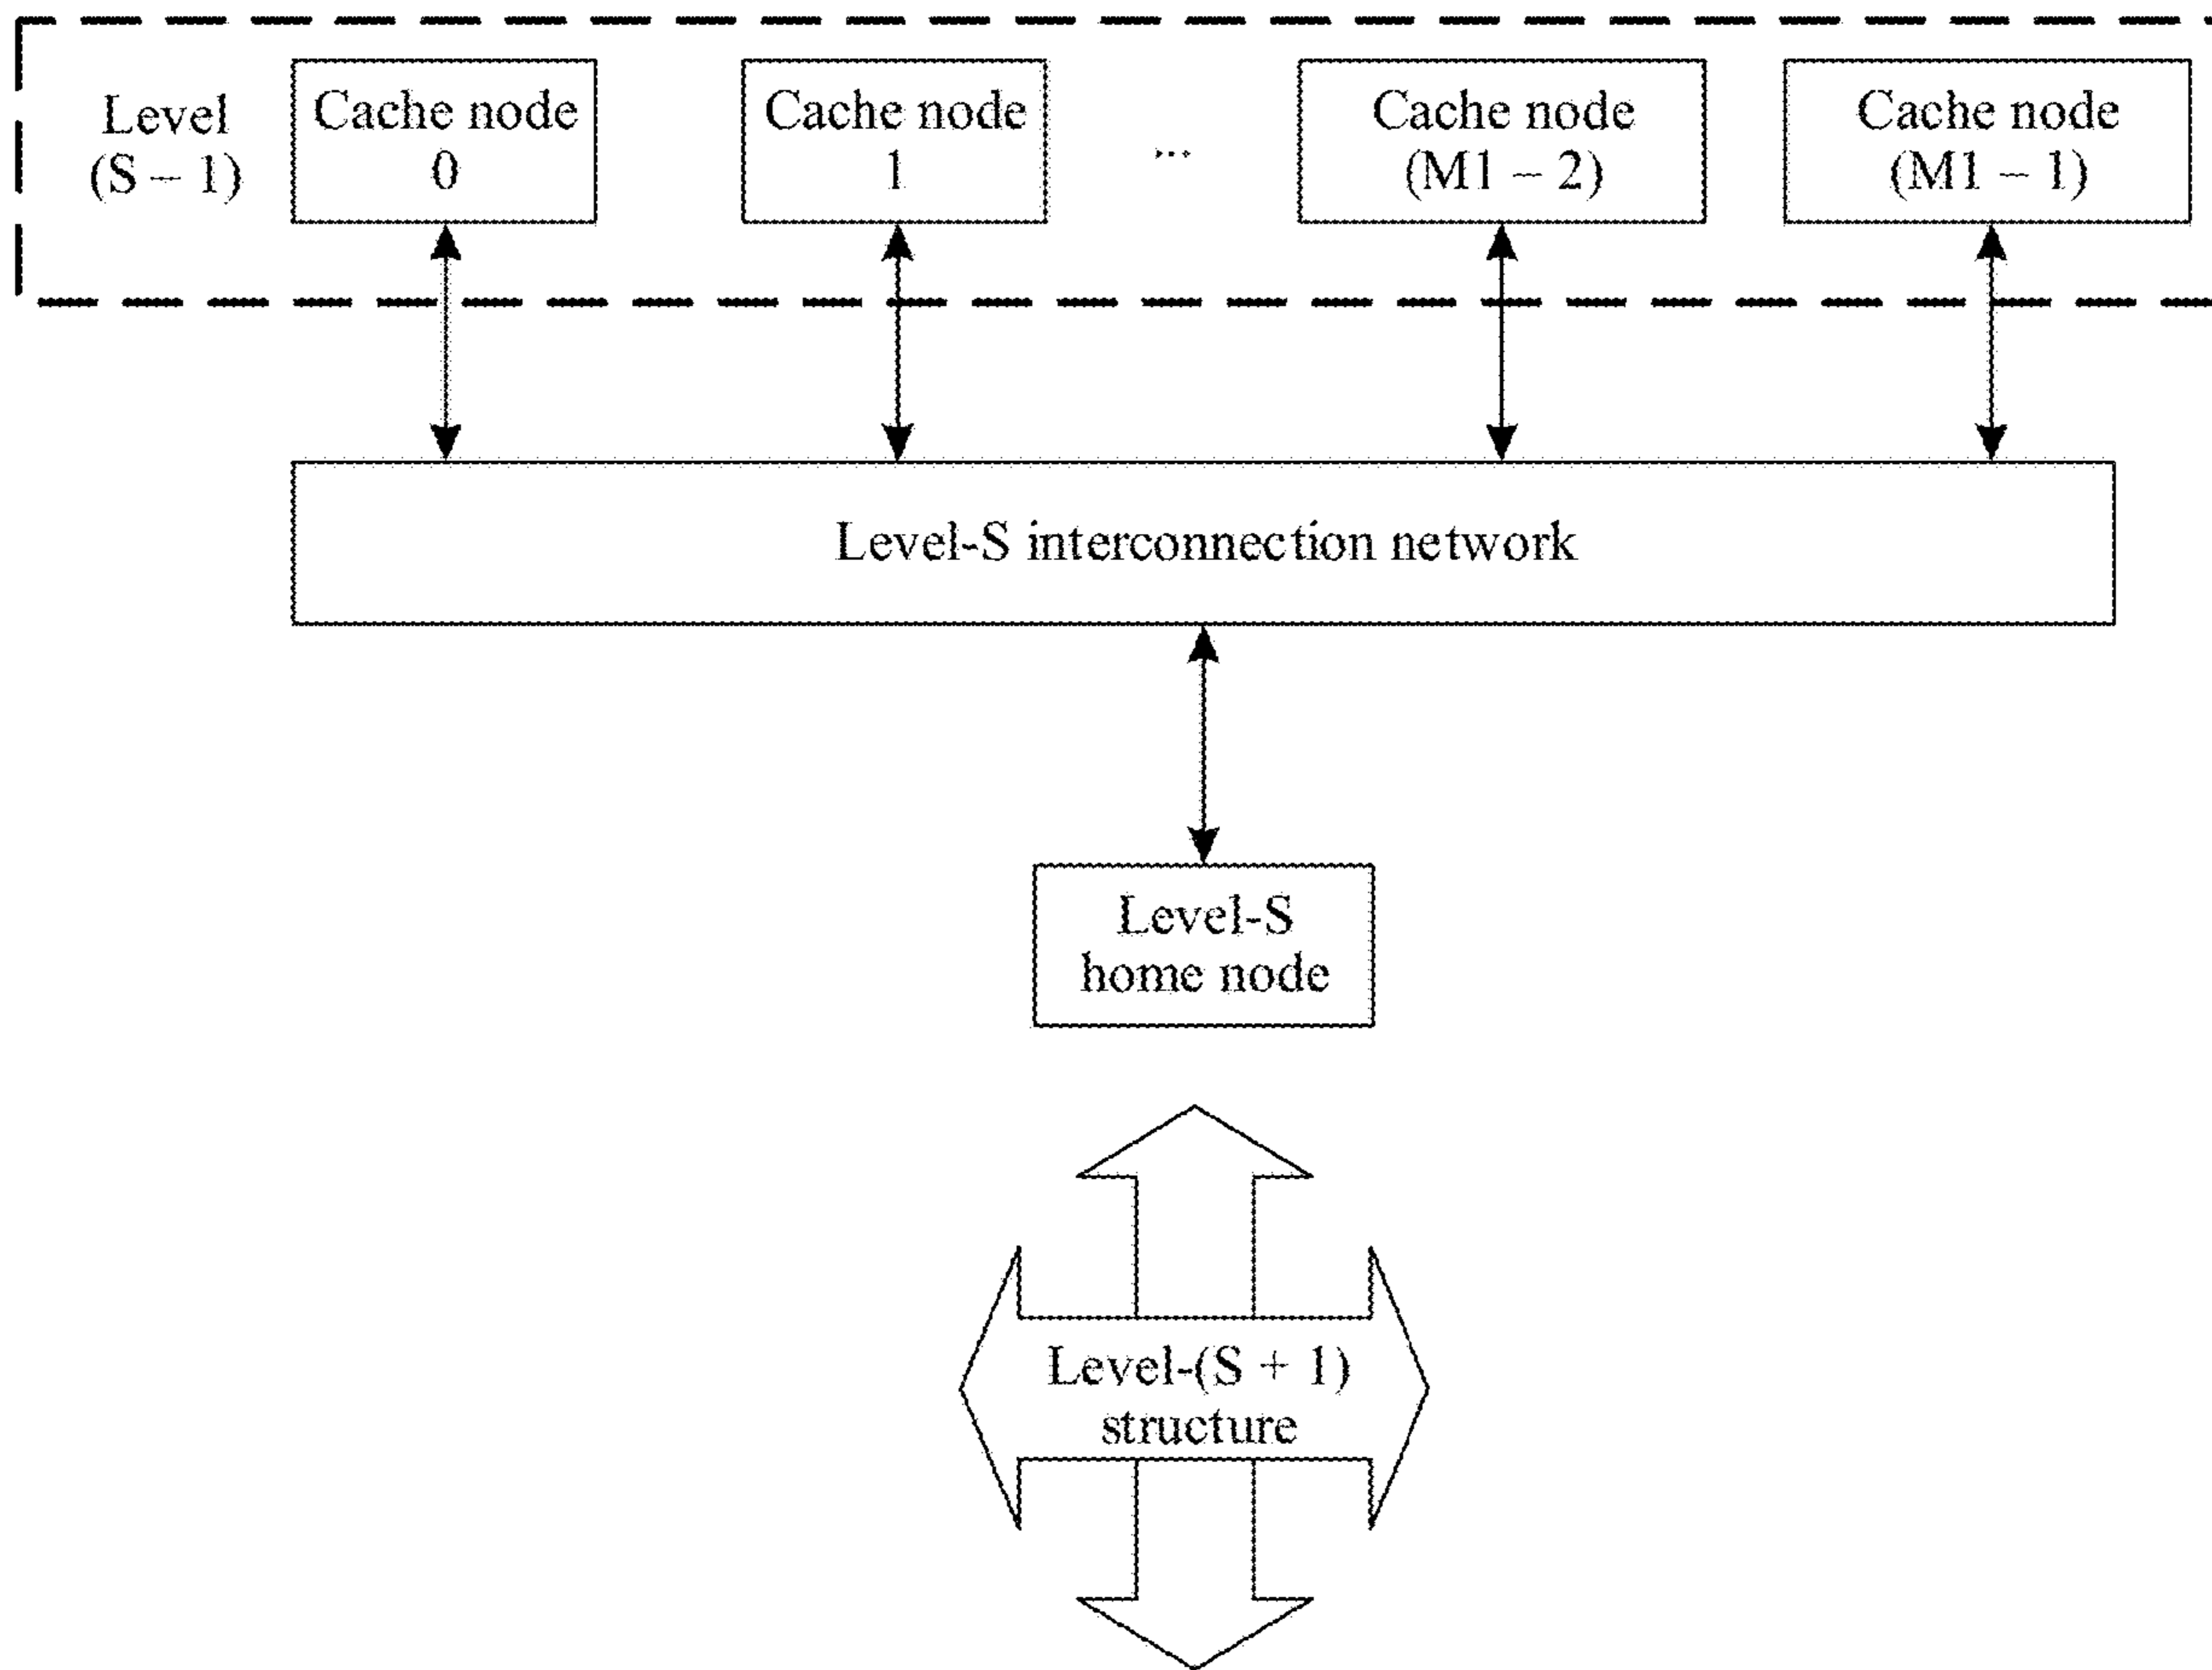 Level
(S – 1)
Cache node
0
Cache node
1
...
Cache node
(M1 – 2)
Cache node
(M1 – 1)
Level-S interconnection network
Level-S
home node
Level-(S + 1)
structure